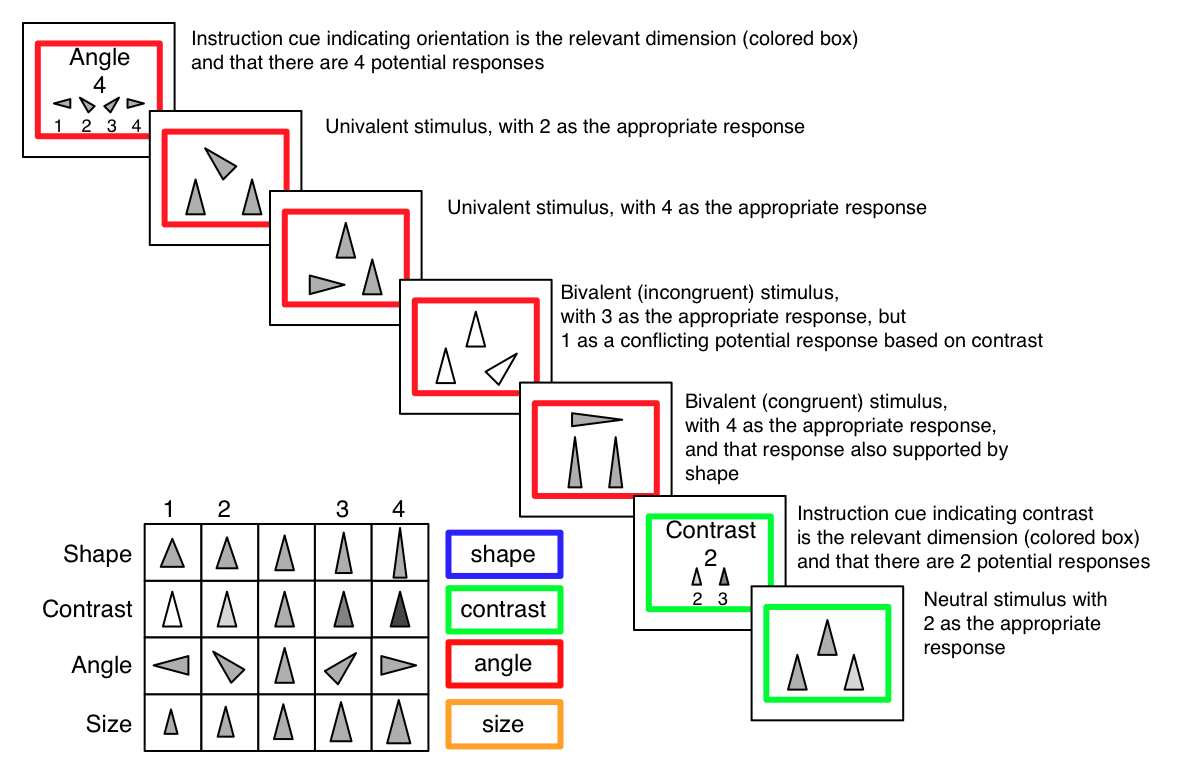 Instruction cue indicating orientation is the relevant dimension (colored box)
and that there are 4 potential responses
Angle
4
1 2 3 4
Univalent stimulus, with 2 as the appropriate response
Univalent stimulus, with 4 as the appropriate response
Bivalent (incongruent) stimulus,
with 3 as the appropriate response, but
1 as a conflicting potential response based on contrast
Bivalent (congruent) stimulus,
with 4 as the appropriate response,
and that response also supported by
shape
Instruction cue indicating contrast
is the relevant dimension (colored box)
and that there are 2 potential responses
Contrast
2
2 3
Neutral stimulus with
2 as the appropriate
response
1 2 3 4
Shape
shape
Contrast
contrast
Angle
angle
Size
size